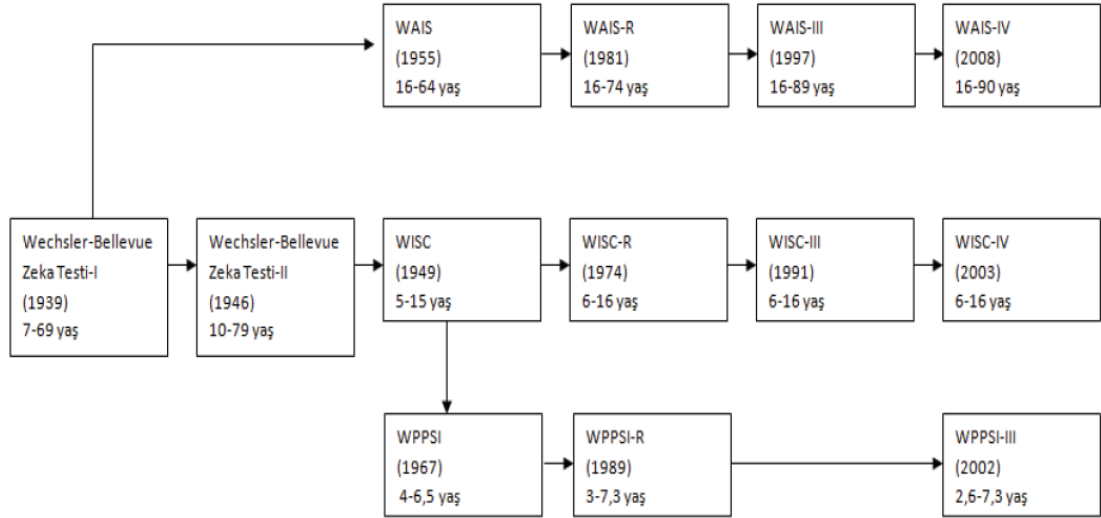 WAIS
(1955)
16-64 yaş
WAIS-R
(1981)
16-74 yaş
WAIS-III
(1997)
16-89 yaş
WAIS-IV
(2008)
16-90 yaş
Wechsler-Bellevue
Zeka Testi-I
(1939)
7-69 yaş
Wechsler-Bellevue
Zeka Testi-II
(1946)
10-79 yaş
WISC
(1949)
5-15 yaş
WISC-R
(1974)
6-16 yaş
WISC-III
(1991)
6-16 yaş
WISC-IV
(2003)
6-16 yaş
WPPSI
(1967)
4-6,5 yaş
WPPSI-R
(1989)
3-7,3 yaş
WPPSI-III
(2002)
2,6-7,3 yaş